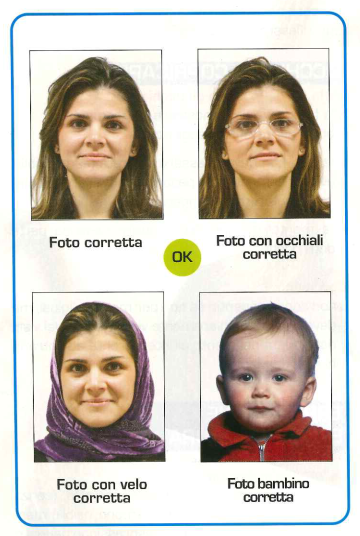 Foto corretta
Foto con occhiali
corretta
OK
Foto con velo
corretta
Foto bambino
corretta